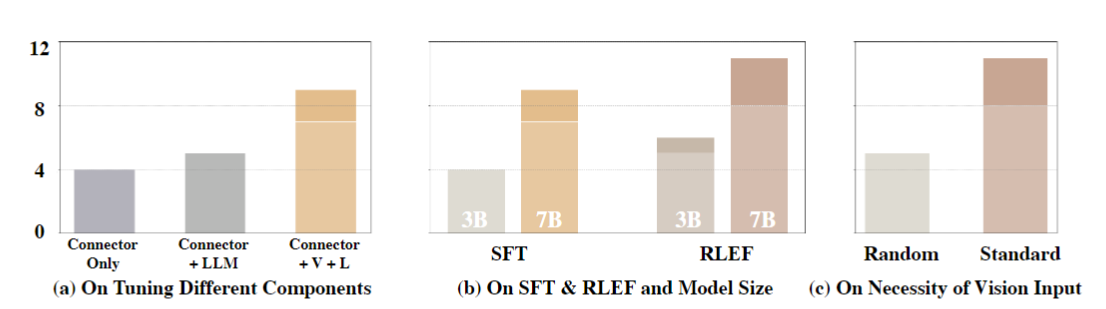 12
8
4
0
Connector Only
Connector + LLM
Connector + V + L
(a) On Tuning Different Components
3B
7B
3B
7B
SFT
RLEF
(b) On SFT & RLEF and Model Size
Random
Standard
(c) On Necessity of Vision Input